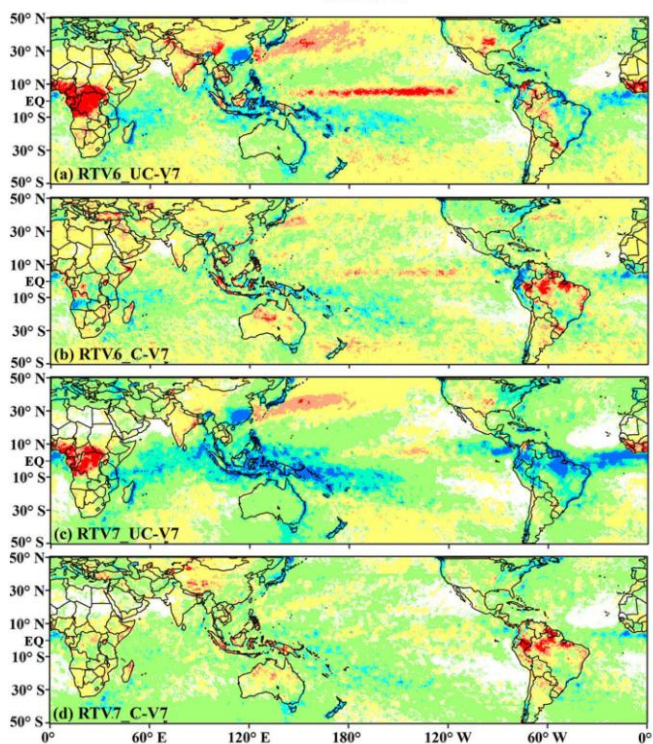 50° N
30° N
10° N
EQ
10° S
30° S
50° S
(a) RTV6_UC-V7
50° N
30° N
10° N
EQ
10° S
30° S
50° S
(b) RTV6_C-V7
50° N
30° N
10° N
EQ
10° S
30° S
50° S
(c) RTV7_UC-V7
50° N
30° N
10° N
EQ
10° S
30° S
50° S
(d) RTV7_C-V7
0° 60° E 120° E 180° 120° W 60° W 0°